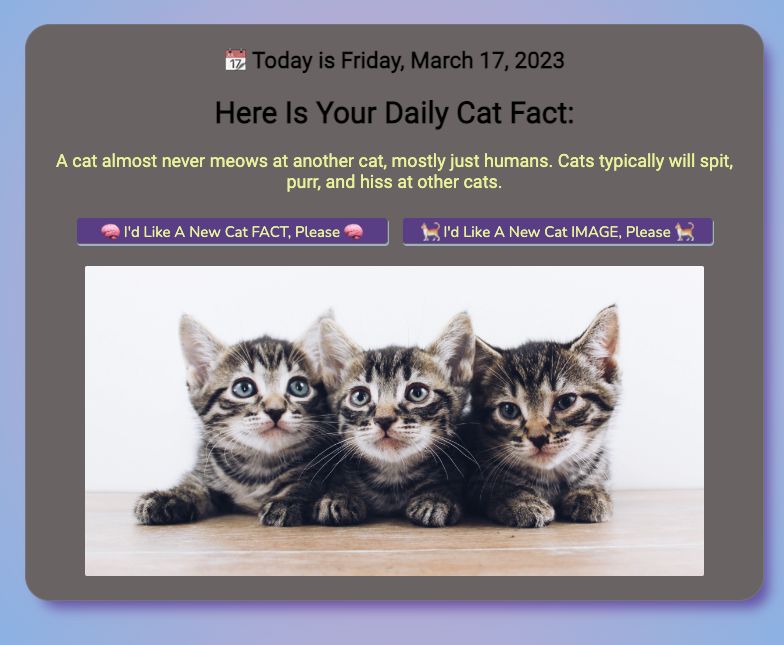 📆 Today is Friday, March 17, 2023
Here Is Your Daily Cat Fact:
A cat almost never meows at another cat, mostly just humans. Cats typically will spit,
purr, and hiss at other cats.
🧠 I'd Like A New Cat FACT, Please 🧠
🐈 I'd Like A New Cat IMAGE, Please 🐈